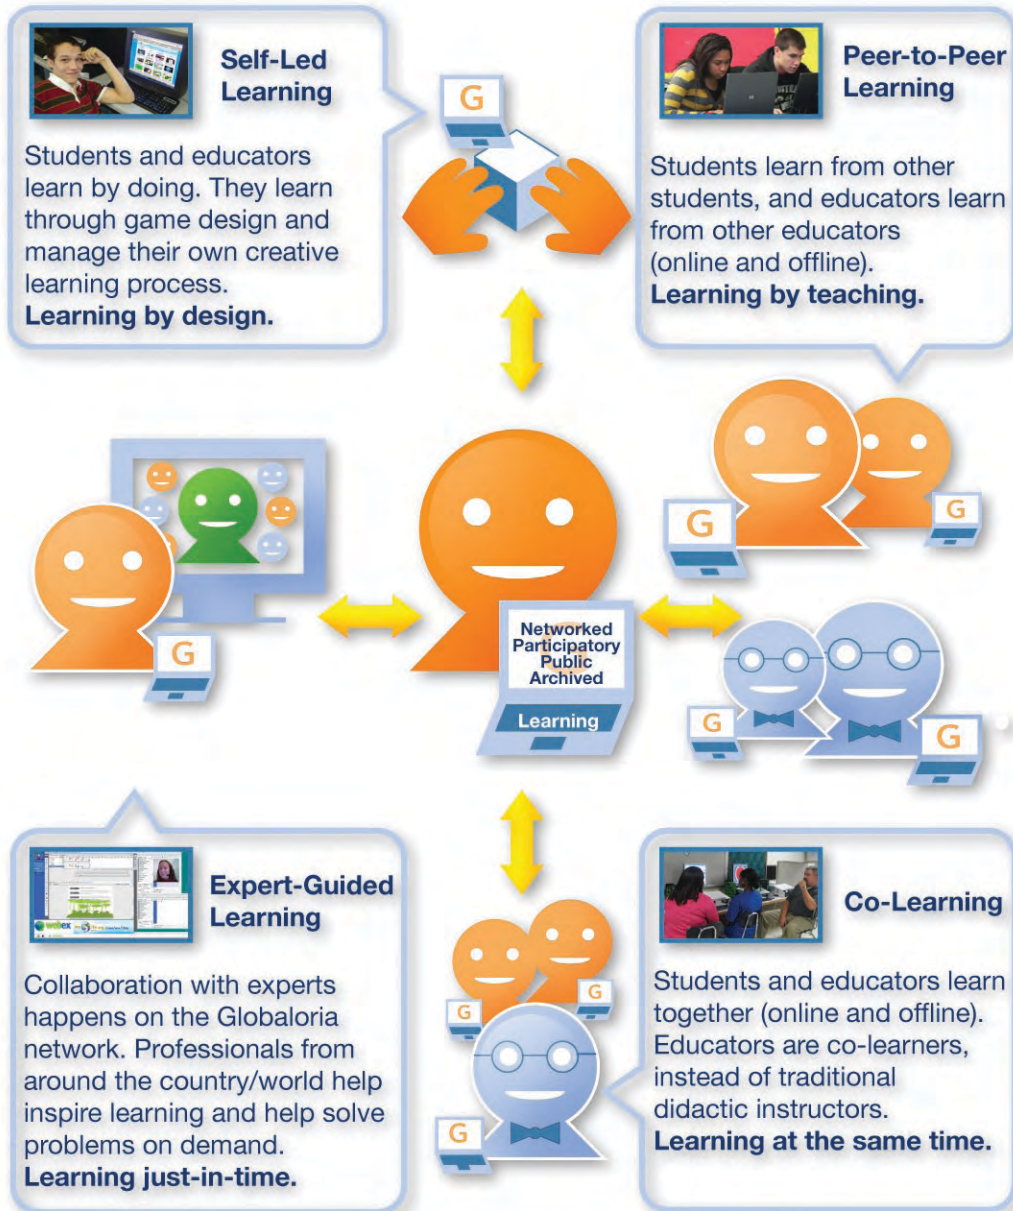 Self-Led
Learning
Students and educators
learn by doing. They learn
through game design and
manage their own creative
learning process.
Learning by design.
G
Peer-to-Peer
Learning
Students learn from other
students, and educators learn
from other educators
(online and offline).
Learning by teaching.
G
G
G
Networked
Participatory
Public
Archived
Learning
G
G
Expert-Guided
Learning
webex
Collaboration with experts
happens on the Globaloria
network. Professionals from
around the country/world help
inspire learning and help solve
problems on demand.
Learning just-in-time.
G
G
G
Co-Learning
Students and educators learn
together (online and offline).
Educators are co-learners,
instead of traditional
didactic instructors.
Learning at the same time.